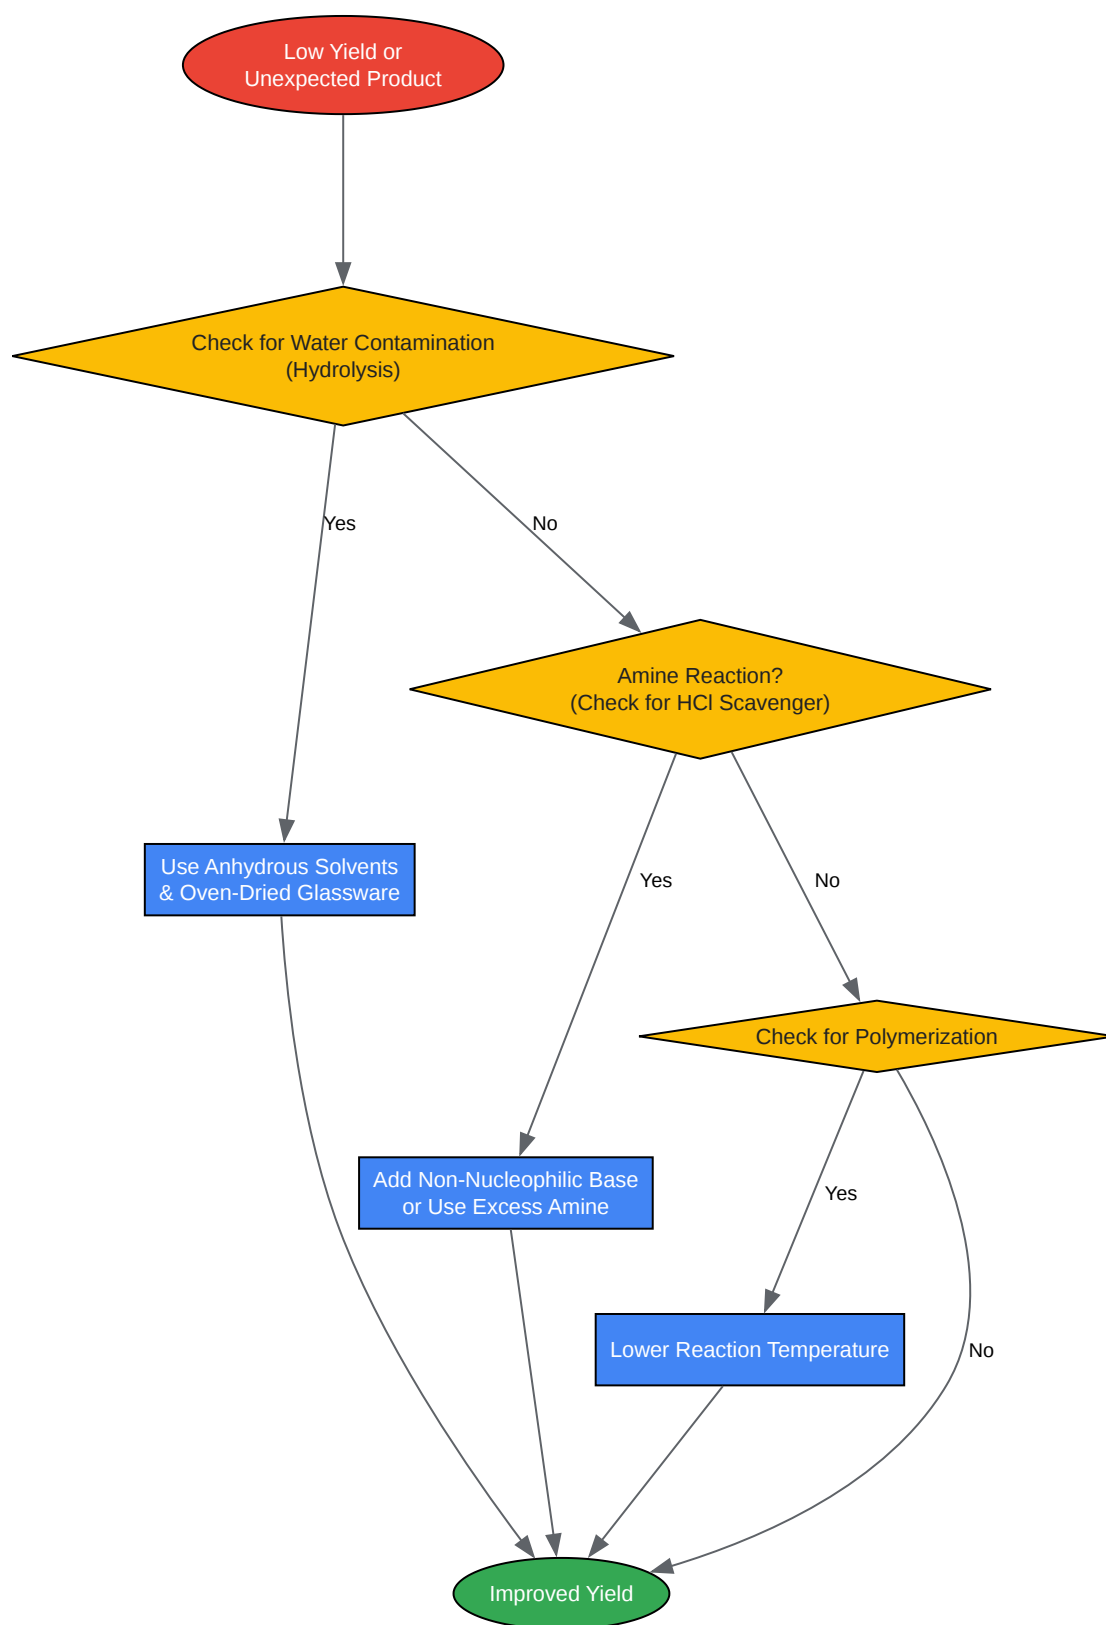 Low Yield or
Unexpected Product
Check for Water Contamination
(Hydrolysis)
Yes
No
Amine Reaction?
(Check for HCl Scavenger)
Use Anhydrous Solvents
& Oven-Dried Glassware
Yes
No
Check for Polymerization
Add Non-Nucleophilic Base
or Use Excess Amine
Yes
Lower Reaction Temperature
No
Improved Yield